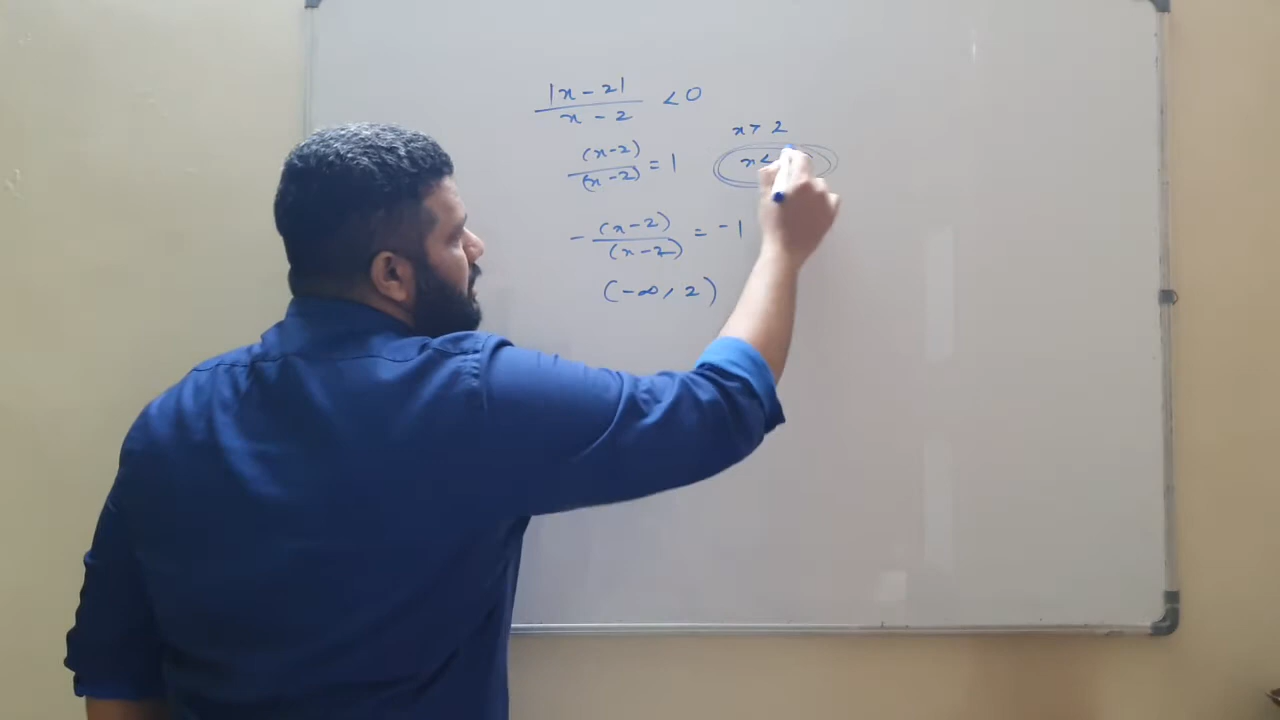 |x-2|
x-2 < 0
x > 2
(x-2)
(x-2) = 1
x <
- (x-2)
(x-2) = -1
(-∞, 2)